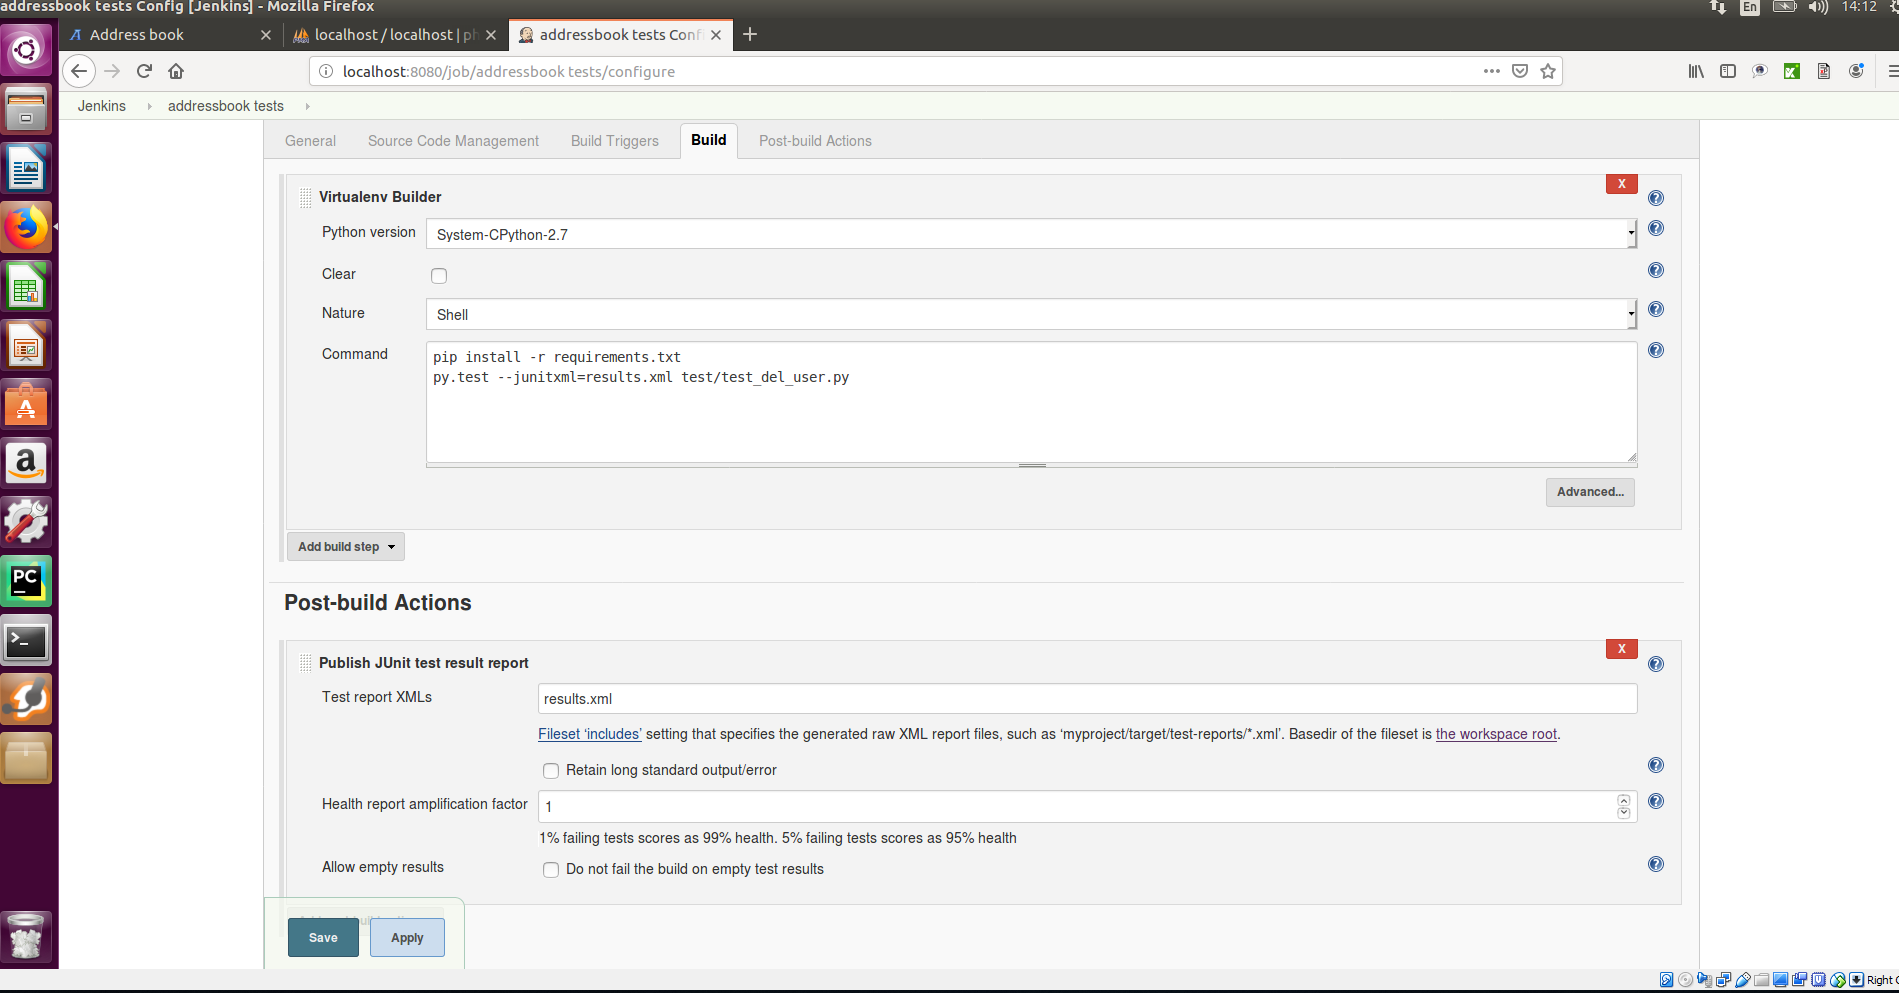 addressbook tests Config [Jenkins] - Mozilla Firefox
En
14:12
Address book
localhost / localhost | ph
addressbook tests Conf
localhost:8080/job/addressbook tests/configure
Jenkins
addressbook tests
General
Source Code Management
Build Triggers
Build
Post-build Actions
Virtualenv Builder
X
Python version
System-CPython-2.7
Clear
Nature
Shell
Command
pip install -r requirements.txt
py.test --junitxml=results.xml test/test_del_user.py
Advanced...
Add build step
Post-build Actions
Publish JUnit test result report
X
Test report XMLs
results.xml
Fileset ‘includes’ setting that specifies the generated raw XML report files, such as ‘myproject/target/test-reports/*.xml’. Basedir of the fileset is the workspace root.
Retain long standard output/error
Health report amplification factor
1
1% failing tests scores as 99% health. 5% failing tests scores as 95% health
Allow empty results
Do not fail the build on empty test results
Save
Apply
PC
Right C